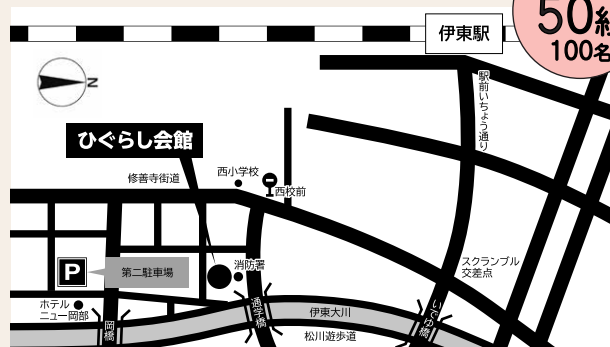 50組
100名
伊東駅
N
駅前いちょう通り
ひぐらし会館
西小学校
修善寺街道
西校前
スクランブル
交差点
消防署
P
第二駐車場
ホテル
ニュー岡部
岡橋
通学橋
伊東大川
いでゆ橋
松川遊歩道